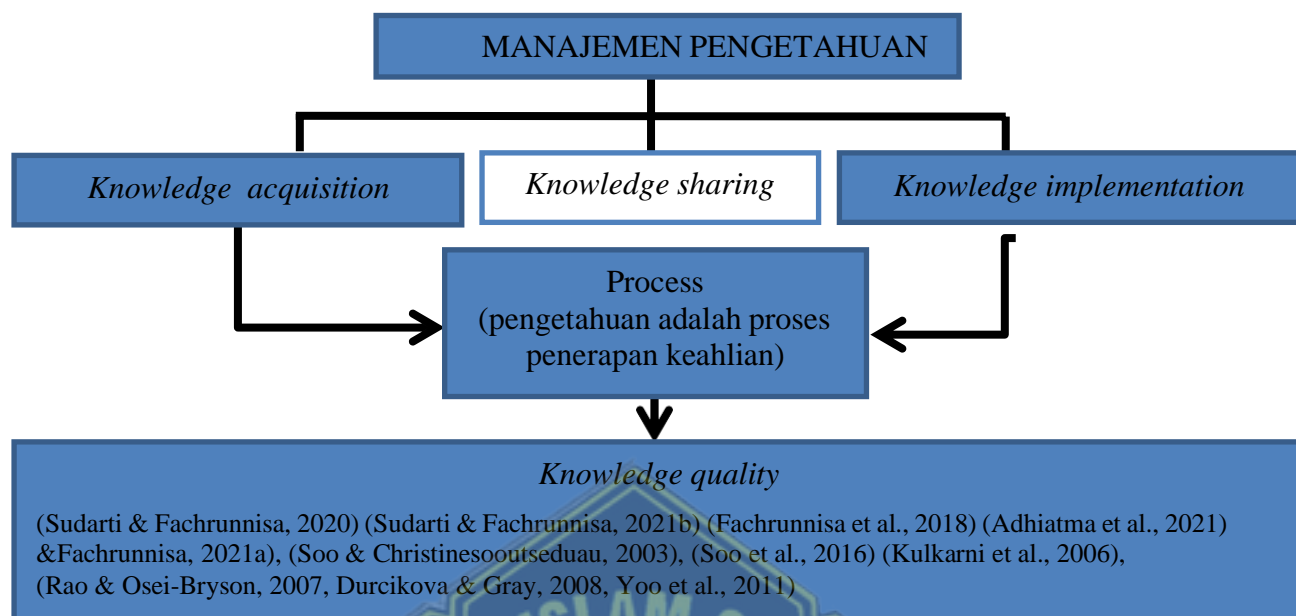 MANAJEMEN PENGETAHUAN
Knowledge acquisition
Knowledge sharing
Knowledge implementation
Process
(pengetahuan adalah proses
penerapan keahlian)
Knowledge quality
(Sudarti & Fachrunnisa, 2020) (Sudarti & Fachrunnisa, 2021b) (Fachrunnisa et al., 2018) (Adhiatma et al., 2021)
&Fachrunnisa, 2021a), (Soo & Christinesooutseduau, 2003), (Soo et al., 2016) (Kulkarni et al., 2006),
(Rao & Osei-Bryson, 2007, Durcikova & Gray, 2008, Yoo et al., 2011)
ISLAM